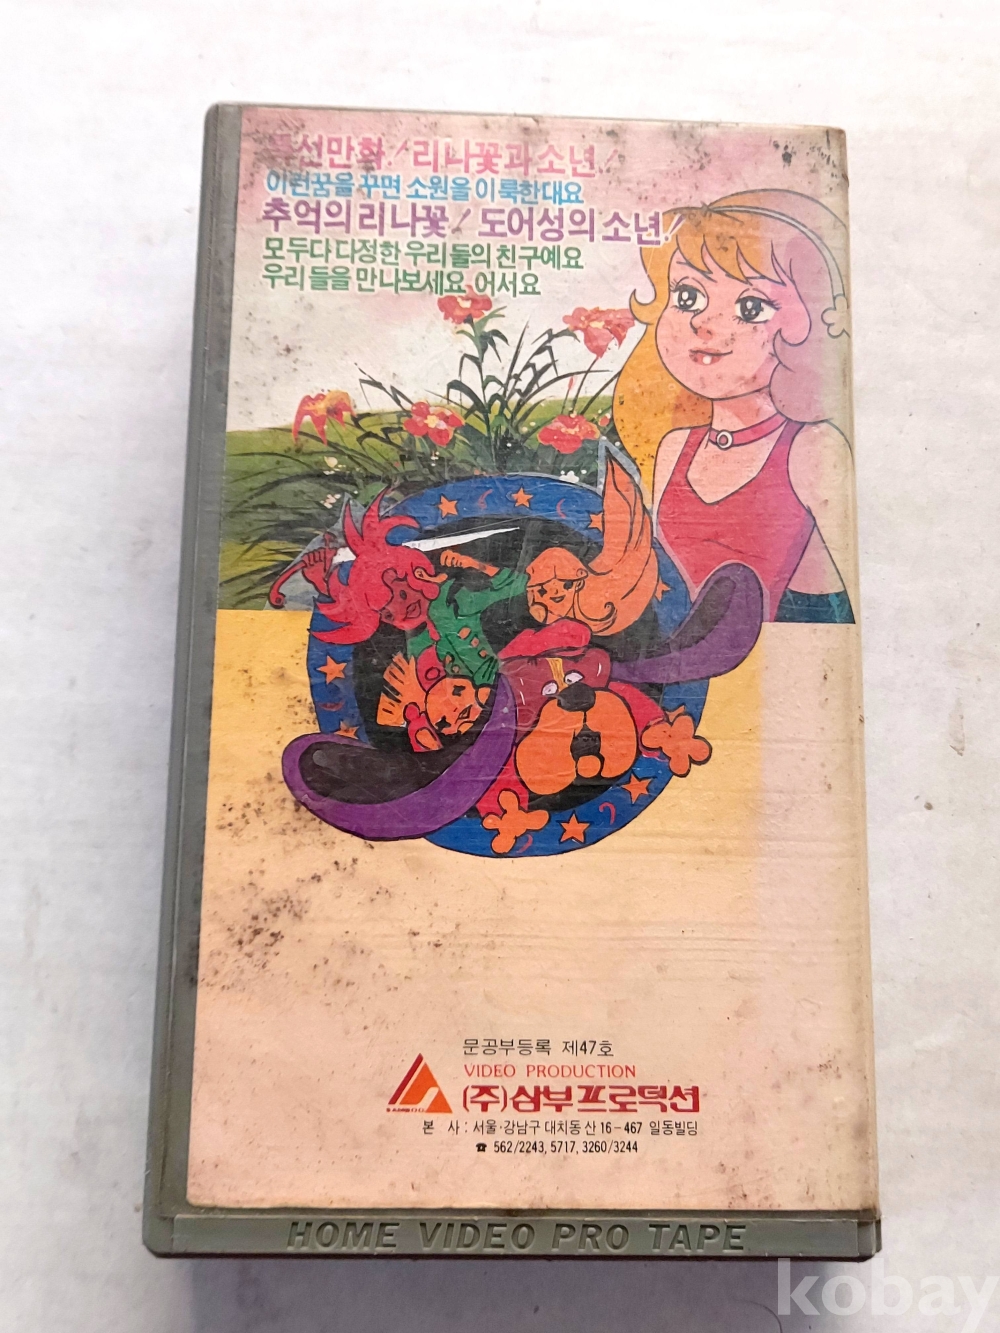 특선만화! 리나꽃과 소년!
이런꿈을 꾸면 소원을 이룩한대요
추억의 리나꽃! 도어성의 소년!
모두다 다정한 우리들의 친구예요
우리들을 만나보세요 어서요
문공부등록 제47호
VIDEO PRODUCTION
(주)삼부프로덕션
본 사 : 서울·강남구 대치동 산 16-467 일동빌딩
☎ 562/2243, 5717, 3260/3244
HOME VIDEO PRO TAPE
kobay